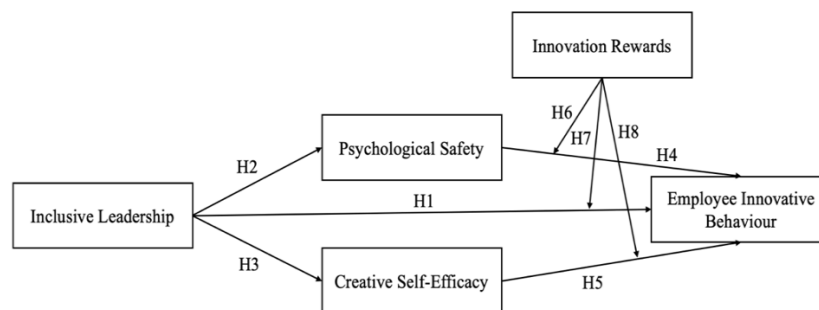 Innovation Rewards
H6
H7
H8
Psychological Safety
H2
H4
Inclusive Leadership
H1
Employee Innovative
Behaviour
H3
Creative Self-Efficacy
H5